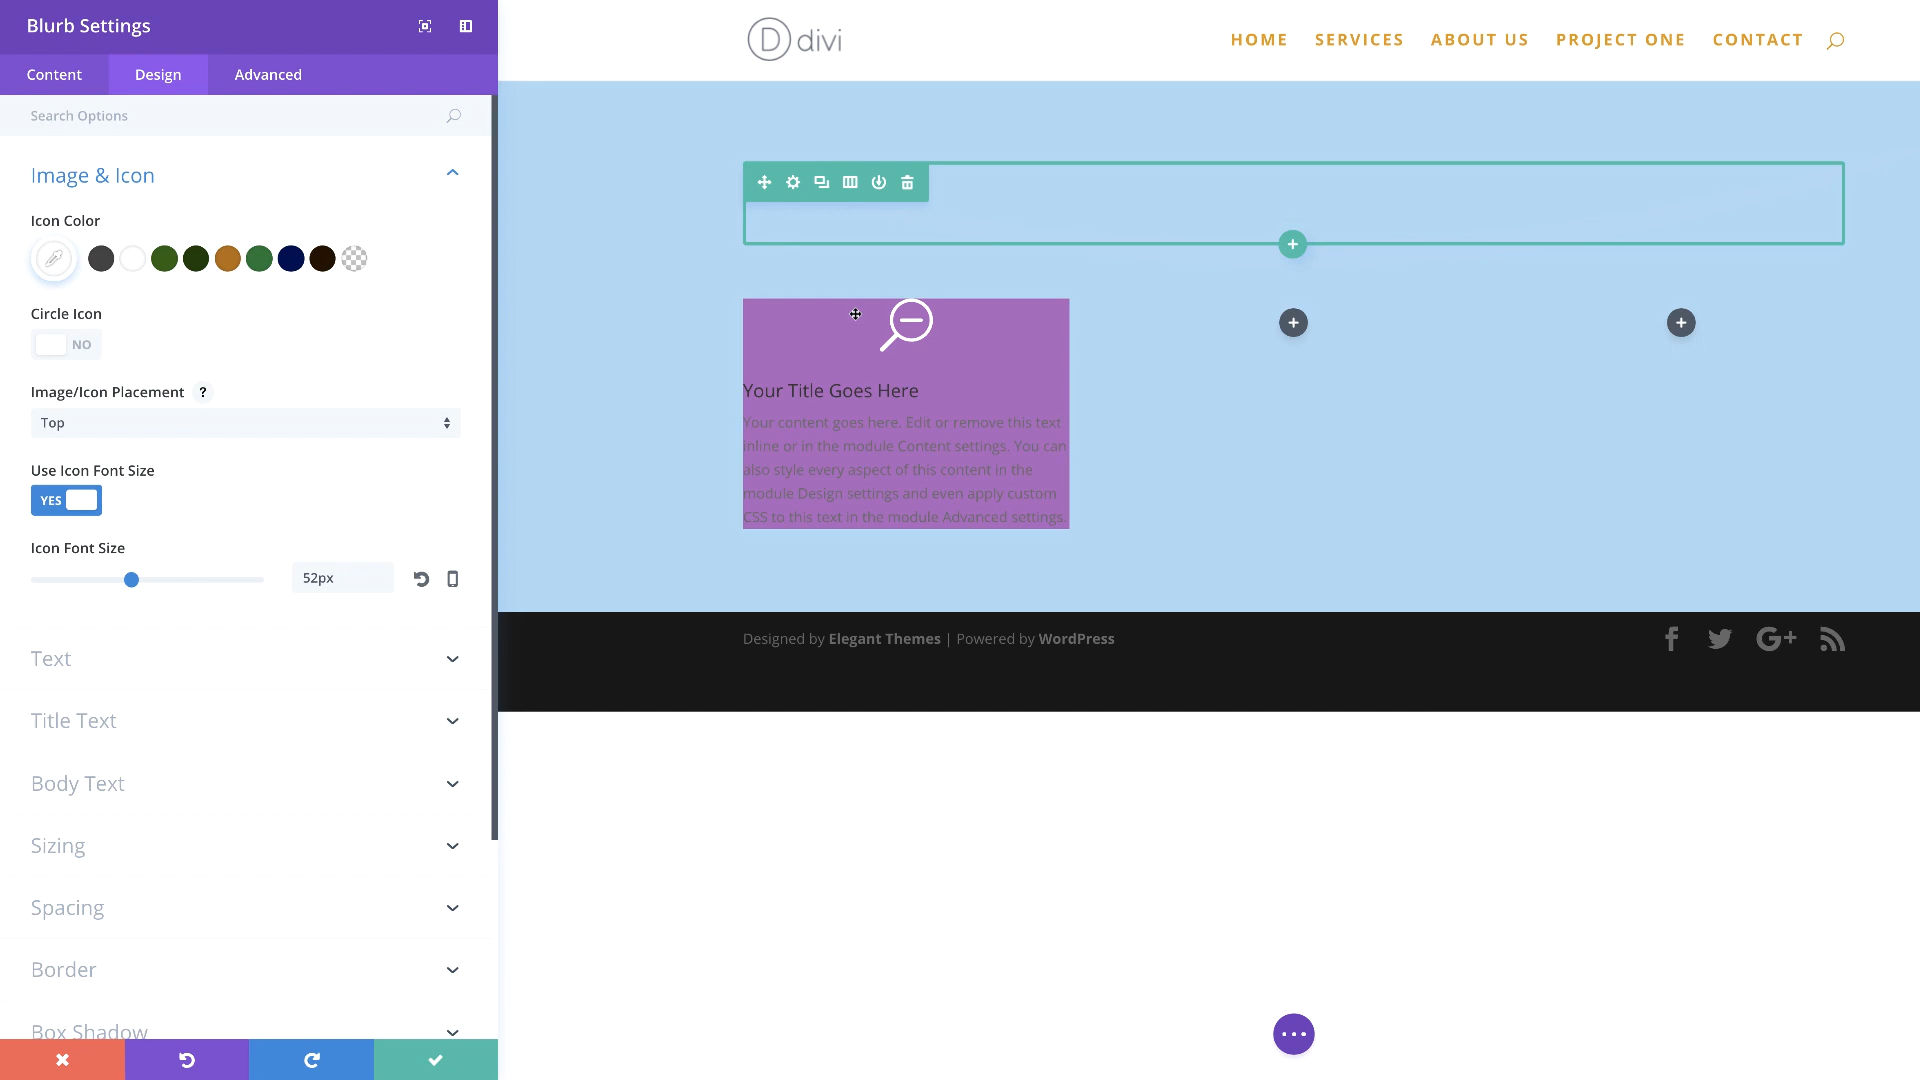 Blurb Settings
Content Design Advanced
Search Options
Image & Icon
Icon Color
Circle Icon
NO
Image/Icon Placement ?
Top
Use Icon Font Size
YES
Icon Font Size
52px
Text
Title Text
Body Text
Sizing
Spacing
Border
Box Shadow
D divi
HOME SERVICES ABOUT US PROJECT ONE CONTACT
Your Title Goes Here
Your content goes here. Edit or remove this text
inline or in the module Content settings. You can
also style every aspect of this content in the
module Design settings and even apply custom
CSS to this text in the module Advanced settings.
Designed by Elegant Themes | Powered by WordPress